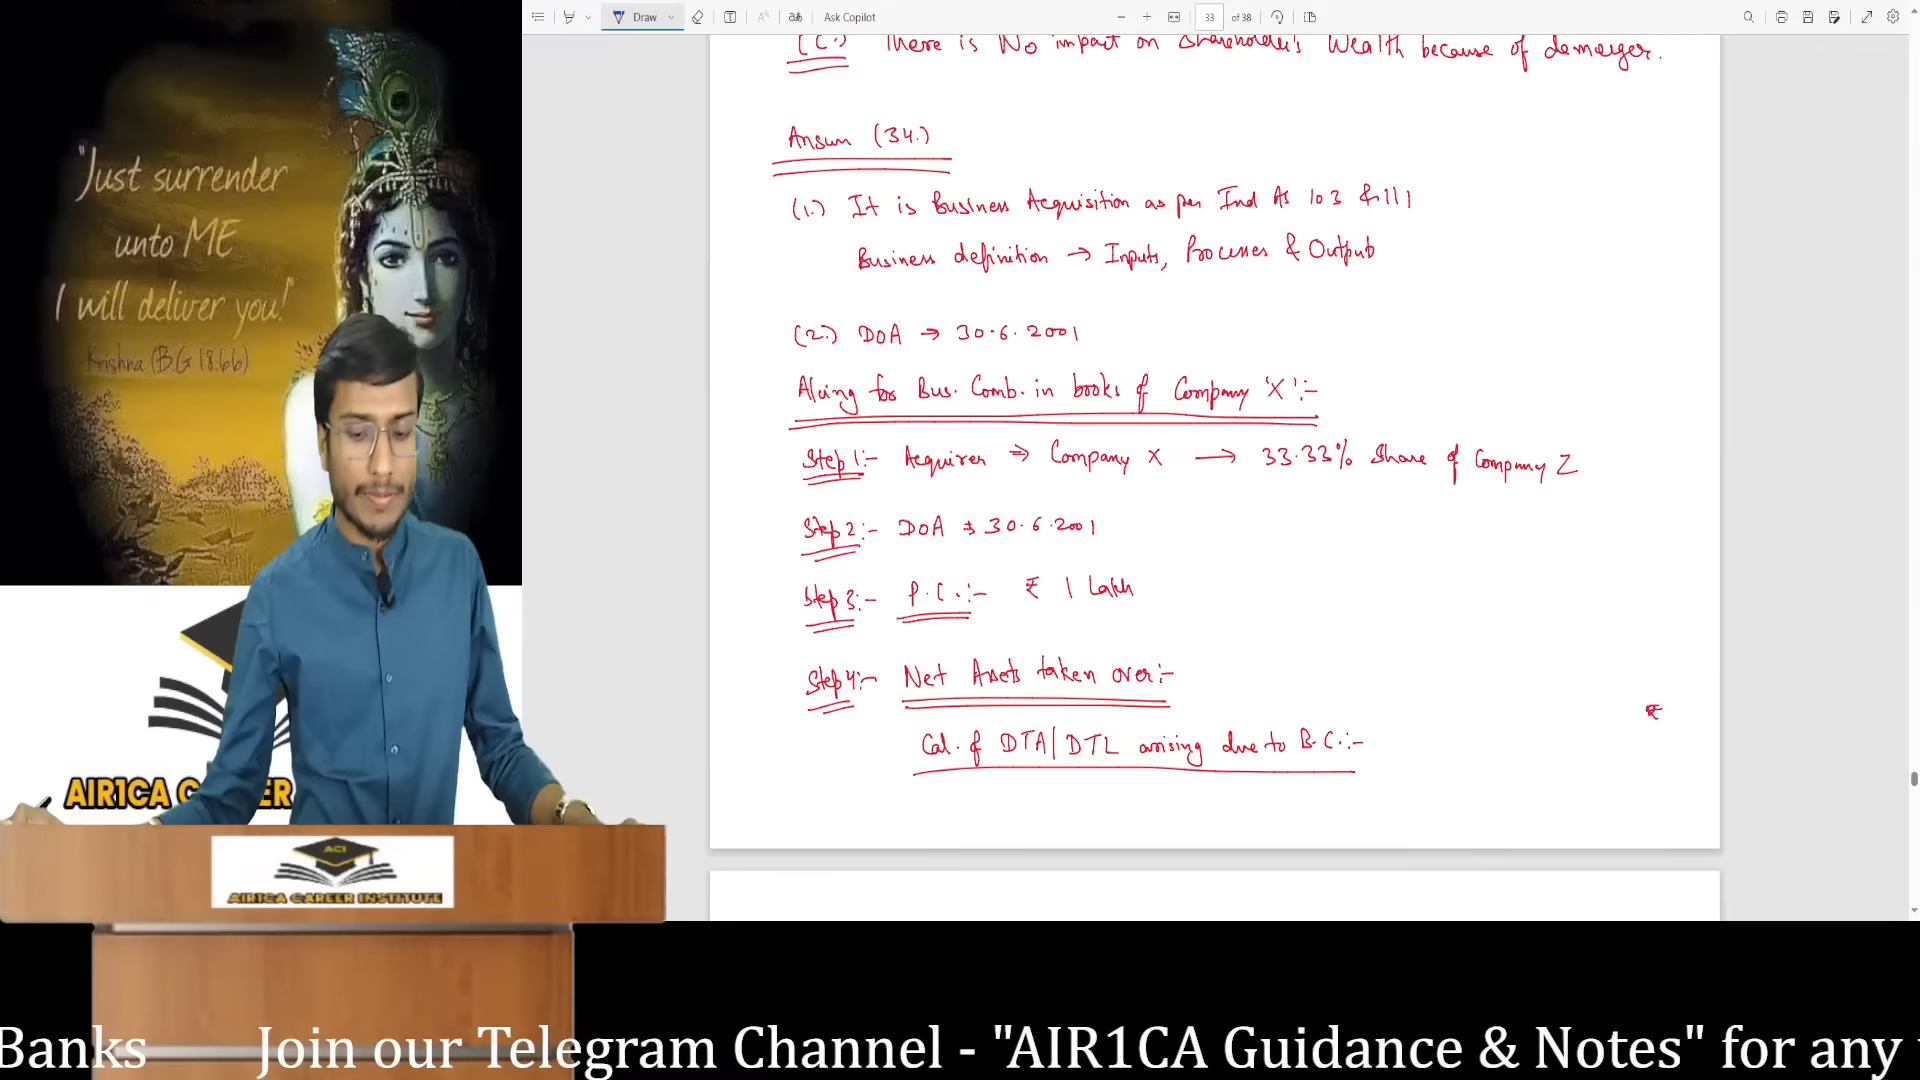 Draw
Ask Copilot
33
of 38
(C.) There is No impact on Shareholder's Wealth because of demerger.
"Just surrender
unto ME
I will deliver you!"
Krishna (B.G 18:66)
Answer (34.)
(1.) It is Business Acquisition as per Ind As 103 & 111
Business definition → Inputs, Processes & Outputs
(2.) DOA → 30.6.2001
Acing for Bus. Comb. in books of Company 'X':-
Step 1:- Acquirer → Company X → 33.33% Share of Company Z
Step 2:- DOA → 30.6.2001
Step 3:- P.C.:- ₹ 1 Lakh
Step 4:- Net Assets taken over:-
₹
Cal. of DTA/DTL arising due to B.C.:-
AIR1CA C ER
ACI
AIR1CA CAREER INSTITUTE
Banks Join our Telegram Channel - "AIR1CA Guidance & Notes" for any